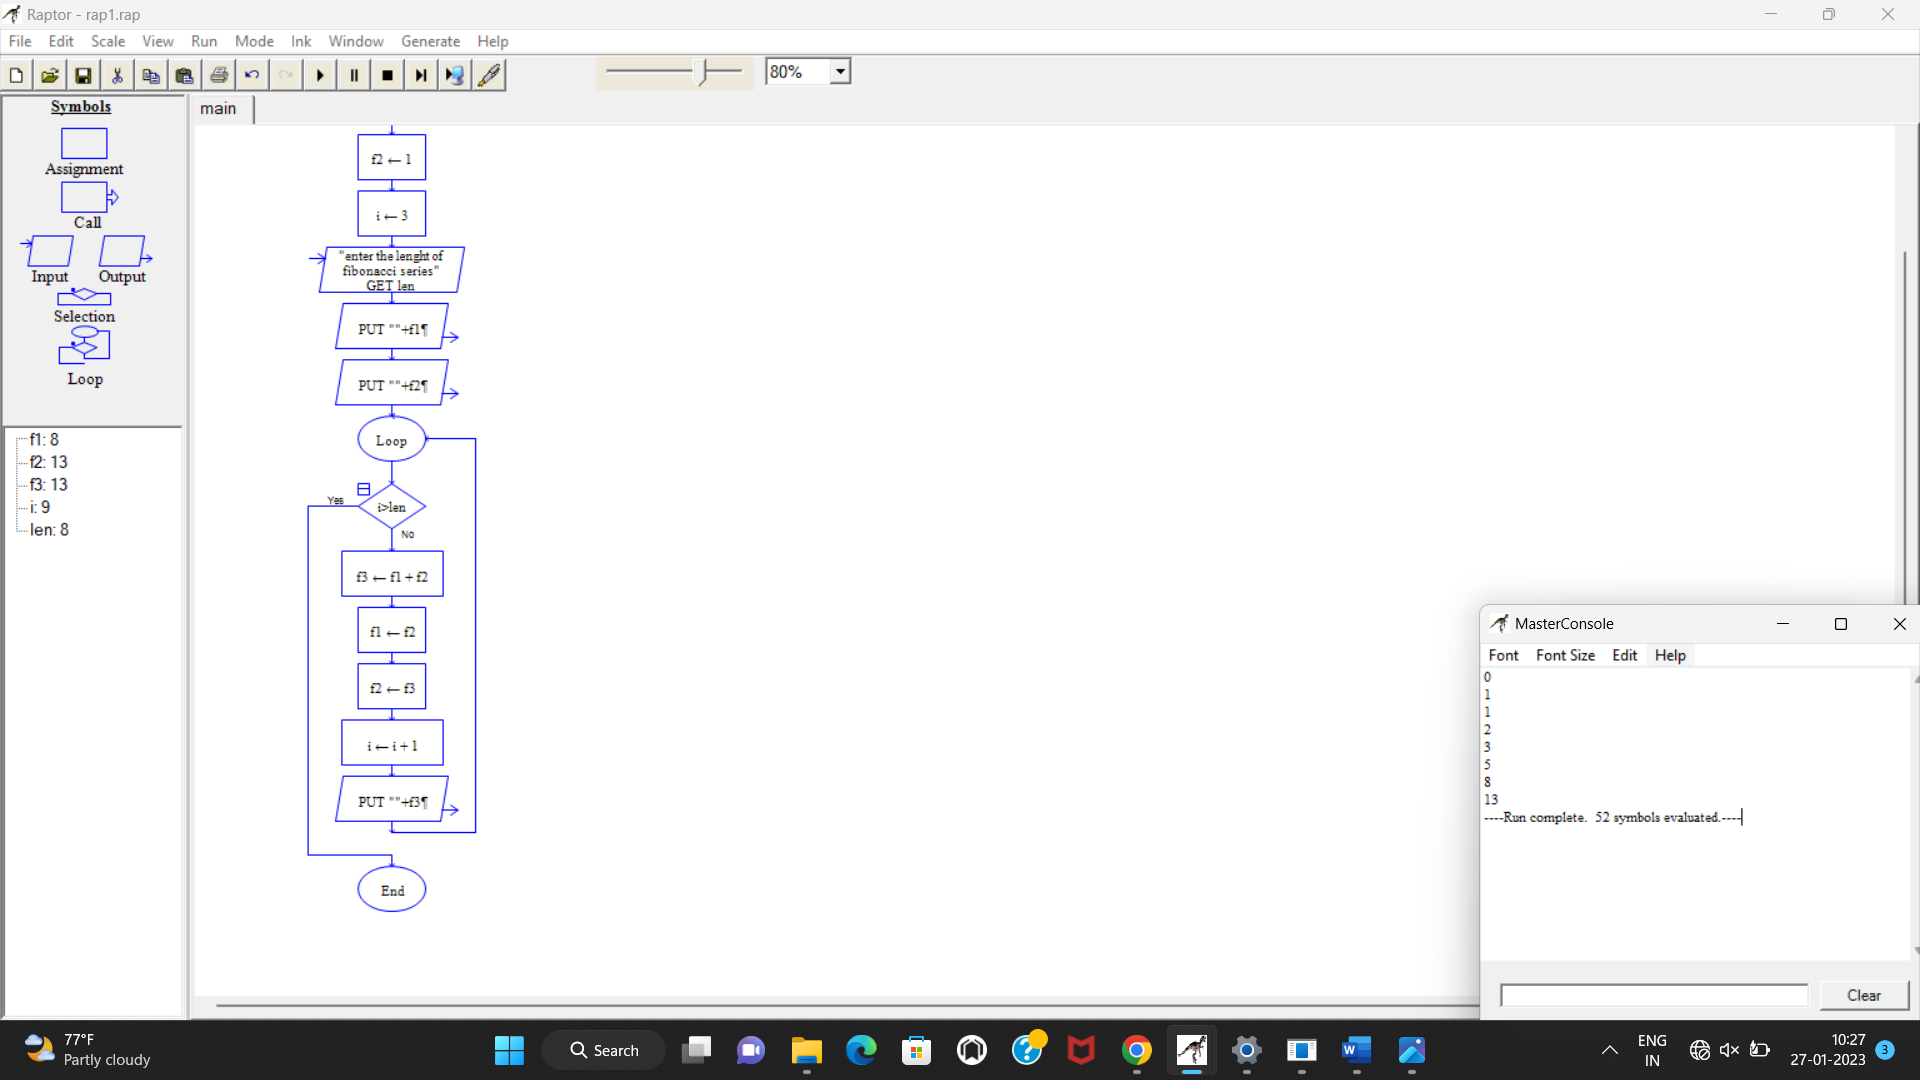 Raptor - rap1.rap
File Edit Scale View Run Mode Ink Window Generate Help
80%
Symbols
Assignment
Call
Input Output
Selection
Loop
f1: 8
f2: 13
f3: 13
i: 9
len: 8
main
f2 ← 1
i ← 3
"enter the lenght of
fibonacci series"
GET len
PUT ""+f1¶
PUT ""+f2¶
Loop
Yes
i>len
No
f3 ← f1 + f2
f1 ← f2
f2 ← f3
i ← i + 1
PUT ""+f3¶
End
MasterConsole
Font Font Size Edit Help
0
1
1
2
3
5
8
13
----Run complete.  52 symbols evaluated.----
Clear
77°F
Partly cloudy
Search
ENG
IN
10:27
27-01-2023
3